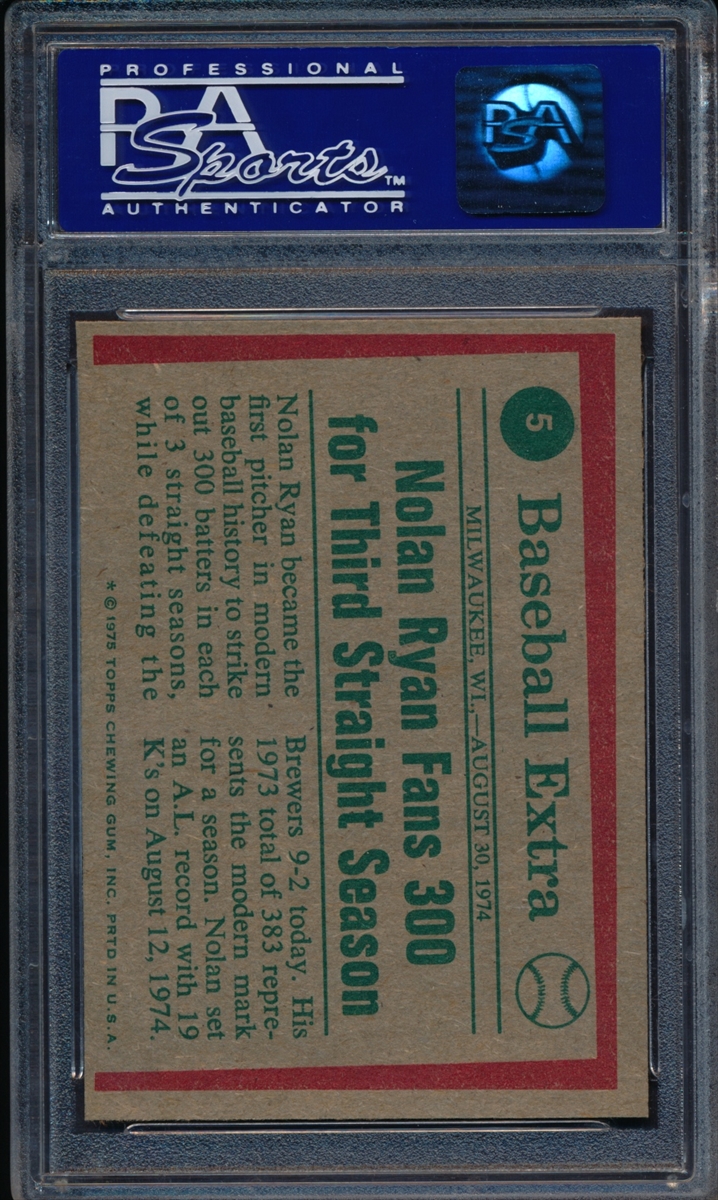 PROFESSIONAL
PSA
Sports™
AUTHENTICATOR
PSA
5
Baseball Extra
MILWAUKEE, WI.,—AUGUST 30, 1974
Nolan Ryan Fans 300
for Third Straight Season
Nolan Ryan became the
first pitcher in modern
baseball history to strike
out 300 batters in each
of 3 straight seasons,
while defeating the
Brewers 9-2 today. His
1973 total of 383 repre-
sents the modern mark
for a season. Nolan set
an A.L. record with 19
K's on August 12, 1974.
* © 1975 TOPPS CHEWING GUM, INC. PRTD IN U.S.A.